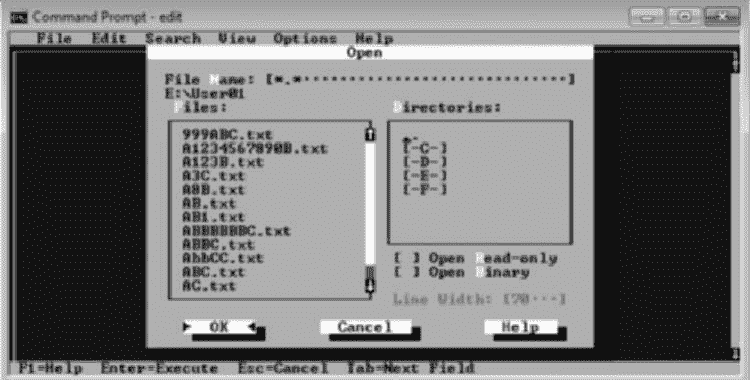 Command Prompt - edit
File Edit Search View Options Help
Open
File Name: [*.*······························]
E:\User01
Files:
Directories:
999ABC.txt
A1234567890B.txt
A123B.txt
A3C.txt
A8B.txt
AB.txt
AB1.txt
ABBBBBBC.txt
ABBC.txt
AbbCC.txt
ABC.txt
AC.txt
..
[-C-]
[-D-]
[-E-]
[-F-]
[ ] Open Read-only
[ ] Open Binary
Line Width: [70···]
OK
Cancel
Help
F1=Help Enter=Execute Esc=Cancel Tab=Next Field